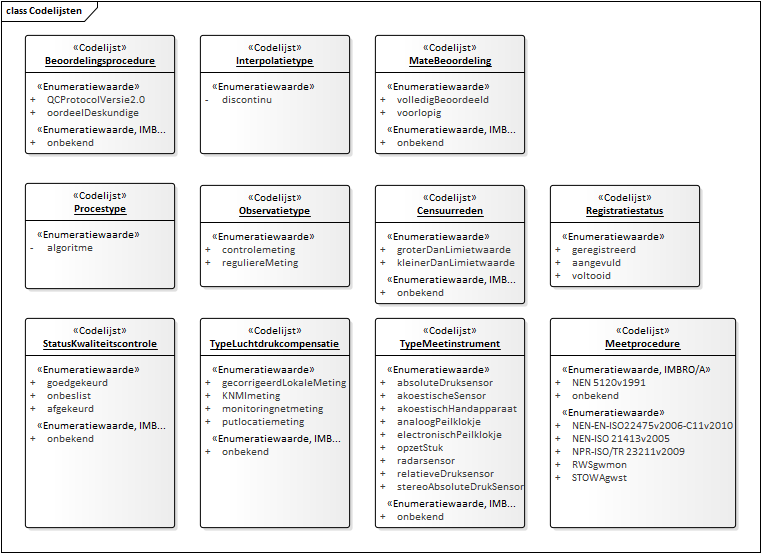 class Codelijsten
«Codelijst»
Beoordelingsprocedure
«Enumeratiewaarde»
+ QCProtocolVersie2.0
+ oordeelDeskundige
«Enumeratiewaarde, IMB...
+ onbekend
«Codelijst»
Interpolatietype
«Enumeratiewaarde»
- discontinu
«Codelijst»
MateBeoordeling
«Enumeratiewaarde»
+ volledigBeoordeeld
+ voorlopig
«Enumeratiewaarde, IMB...
+ onbekend
«Codelijst»
Procestype
«Enumeratiewaarde»
- algoritme
«Codelijst»
Observatietype
«Enumeratiewaarde»
+ controlemeting
+ reguliereMeting
«Codelijst»
Censuurreden
«Enumeratiewaarde»
+ groterDanLimietwaarde
+ kleinerDanLimietwaarde
«Enumeratiewaarde, IMB...
+ onbekend
«Codelijst»
Registratiestatus
«Enumeratiewaarde»
+ geregistreerd
+ aangevuld
+ voltooid
«Codelijst»
StatusKwaliteitscontrole
«Enumeratiewaarde»
+ goedgekeurd
+ onbeslist
+ afgekeurd
«Enumeratiewaarde, IMB...
+ onbekend
«Codelijst»
TypeLuchtdrukcompensatie
«Enumeratiewaarde»
+ gecorrigeerdLokaleMeting
+ KNMImeting
+ monitoringnetmeting
+ putlocatiemeting
«Enumeratiewaarde, IMB...
+ onbekend
«Codelijst»
TypeMeetinstrument
«Enumeratiewaarde»
+ absoluteDruksensor
+ akoestischeSensor
+ akoestischHandapparaat
+ analoogPeilklokje
+ electronischPeilklokje
+ opzetStuk
+ radarsensor
+ relatieveDruksensor
+ stereoAbsoluteDrukSensor
«Enumeratiewaarde, IMB...
+ onbekend
«Codelijst»
Meetprocedure
«Enumeratiewaarde, IMBRO/A»
+ NEN 5120v1991
+ onbekend
«Enumeratiewaarde»
+ NEN-EN-ISO22475v2006-C11v2010
+ NEN-ISO 21413v2005
+ NPR-ISO/TR 23211v2009
+ RWSgwmon
+ STOWAgwst